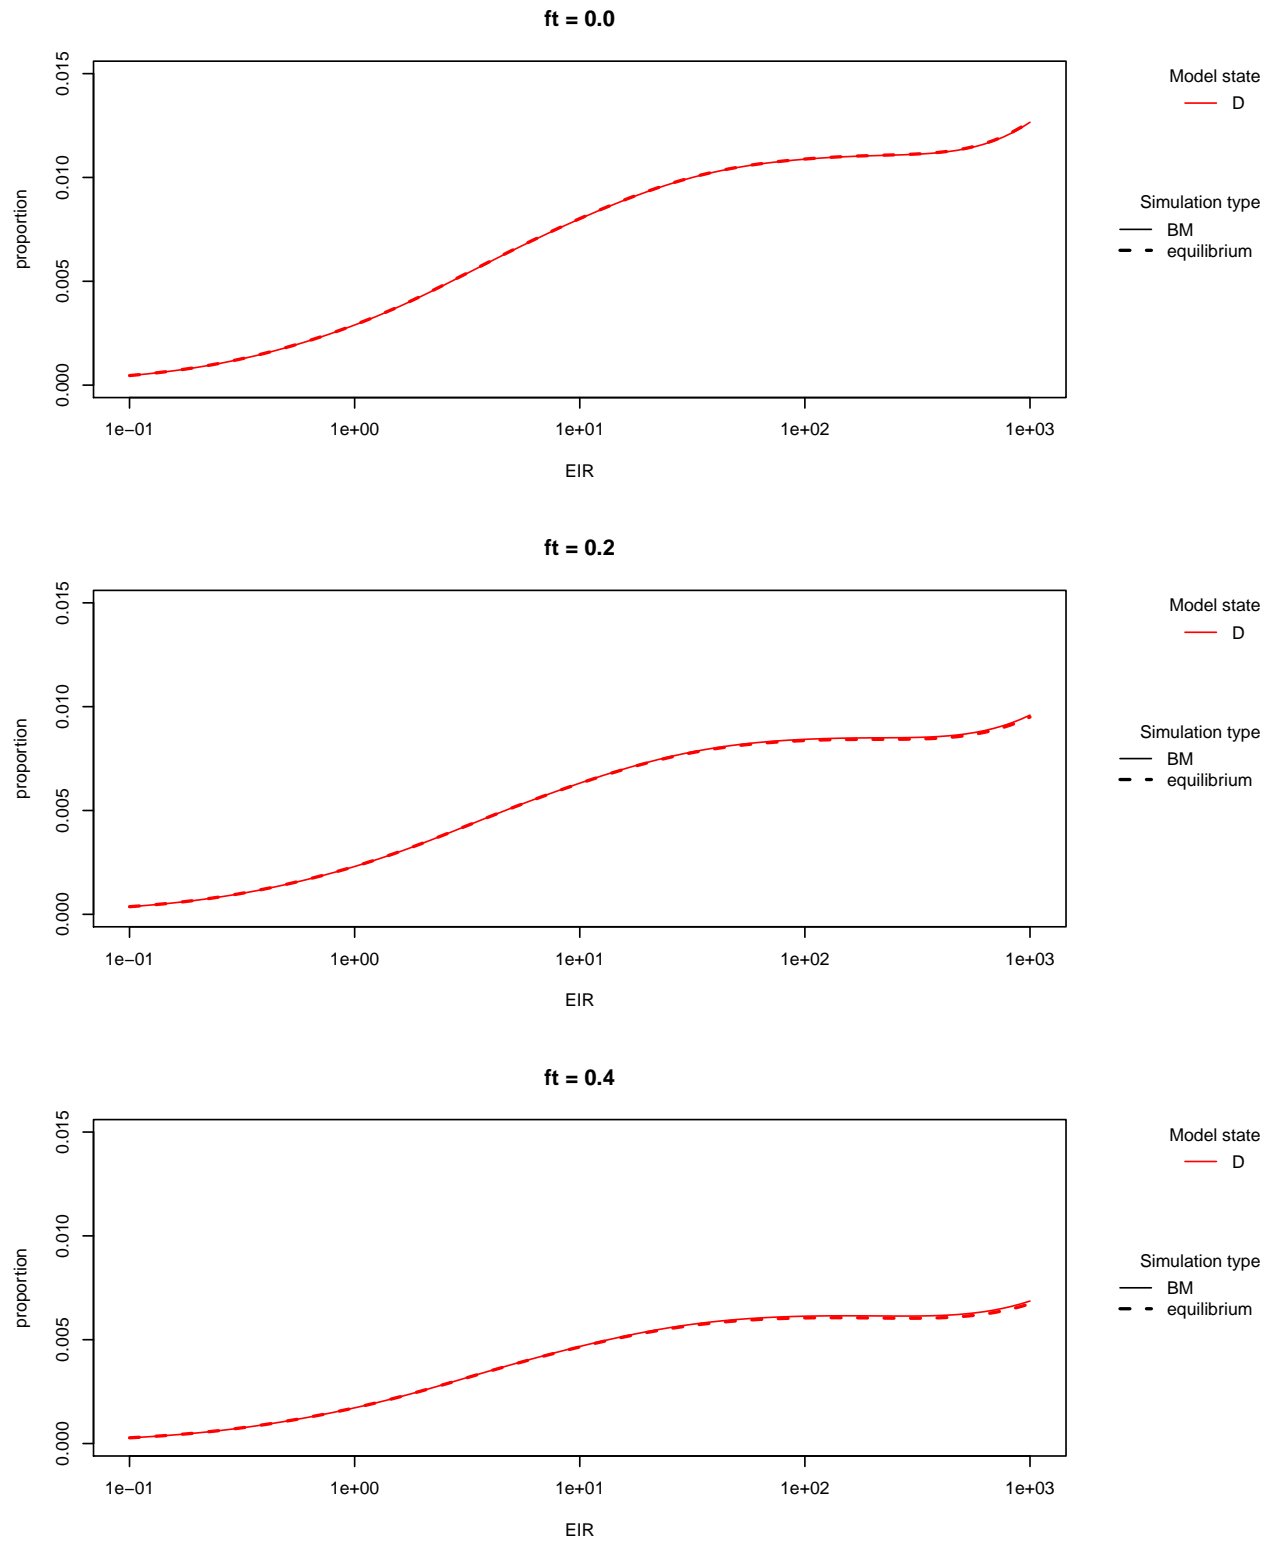 ft = 0.0
0.015
0.010
0.005
0.000
proportion
1e−01 1e+00 1e+01 1e+02 1e+03
EIR
Model state
D
Simulation type
BM
equilibrium
ft = 0.2
0.015
0.010
0.005
0.000
proportion
1e−01 1e+00 1e+01 1e+02 1e+03
EIR
Model state
D
Simulation type
BM
equilibrium
ft = 0.4
0.015
0.010
0.005
0.000
proportion
1e−01 1e+00 1e+01 1e+02 1e+03
EIR
Model state
D
Simulation type
BM
equilibrium